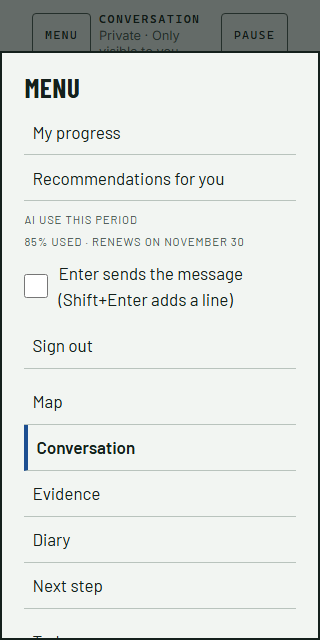 MENU
CONVERSATION
Private · Only
visible to you
PAUSE
MENU
My progress
Recommendations for you
AI USE THIS PERIOD
85% USED · RENEWS ON NOVEMBER 30
Enter sends the message
(Shift+Enter adds a line)
Sign out
Map
Conversation
Evidence
Diary
Next step